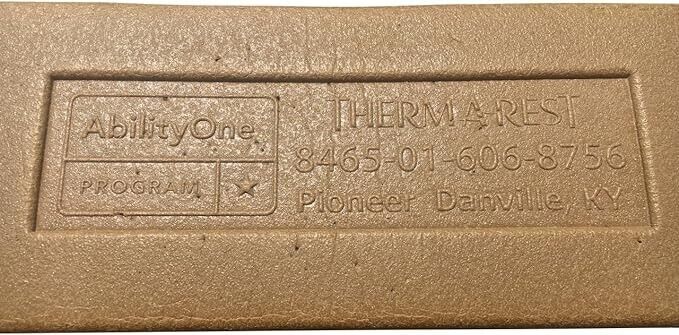 AbilityOne
PROGRAM
THERM A REST
8465-01-606-8756
Pioneer Danville, KY